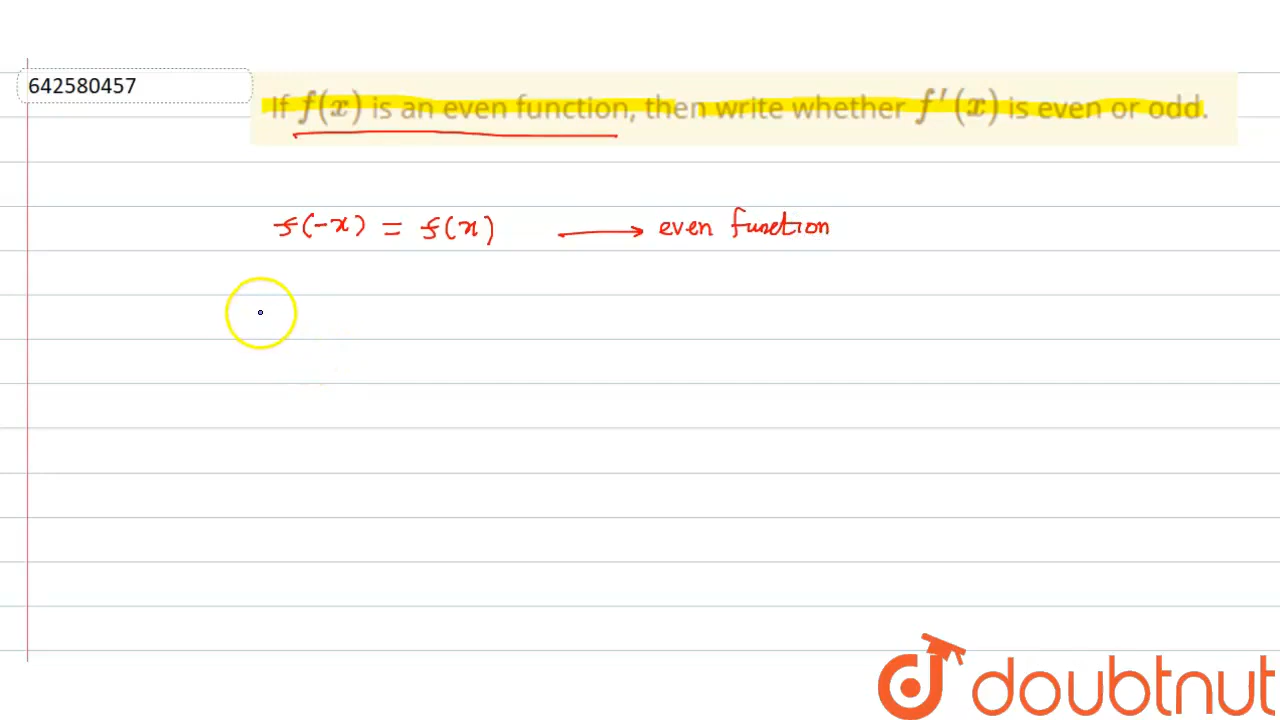 642580457
If f(x) is an even function, then write whether f′(x) is even or odd.
f(-x) = f(x) ⟶ even function
doubtnut